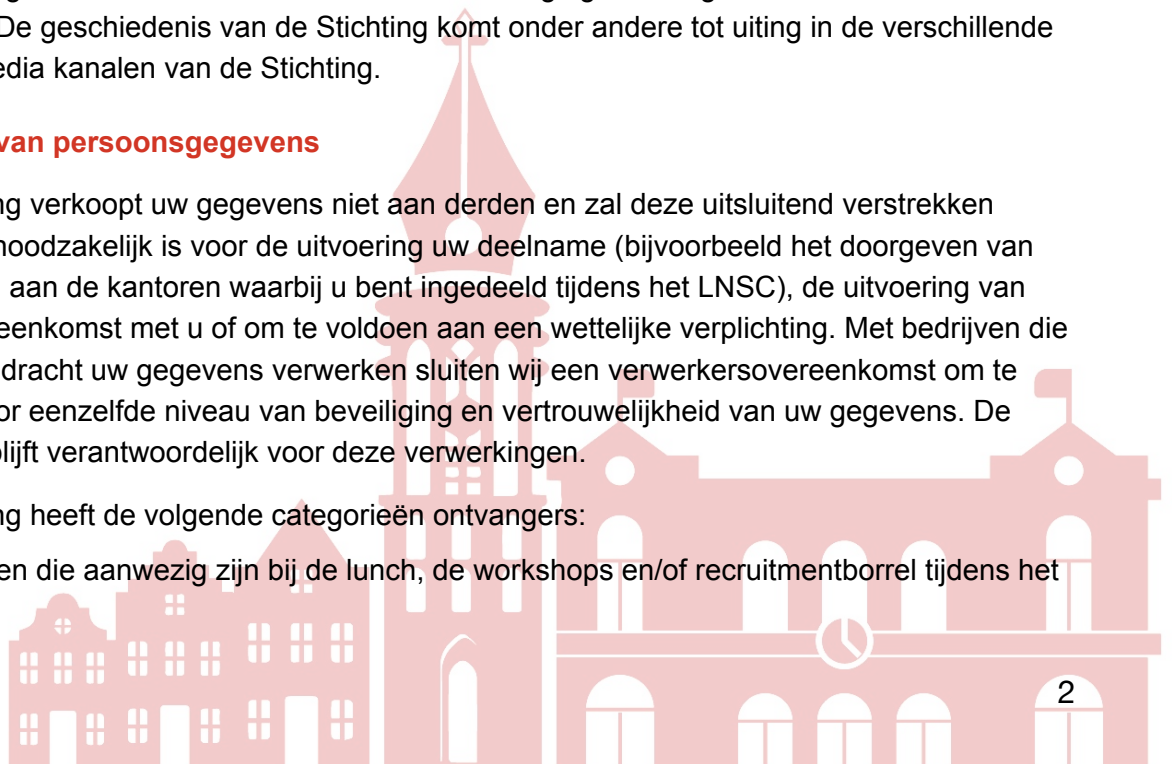 De geschiedenis van de Stichting komt onder andere tot uiting in de verschillende
edia kanalen van de Stichting.
van persoonsgegevens
ng verkoopt uw gegevens niet aan derden en zal deze uitsluitend verstrekken
noodzakelijk is voor de uitvoering uw deelname (bijvoorbeeld het doorgeven van
aan de kantoren waarbij u bent ingedeeld tijdens het LNSC), de uitvoering van
eenkomst met u of om te voldoen aan een wettelijke verplichting. Met bedrijven die
dracht uw gegevens verwerken sluiten wij een verwerkersovereenkomst om te
or eenzelfde niveau van beveiliging en vertrouwelijkheid van uw gegevens. De
blijft verantwoordelijk voor deze verwerkingen.
ng heeft de volgende categorieën ontvangers:
en die aanwezig zijn bij de lunch, de workshops en/of recruitmentborrel tijdens het
2